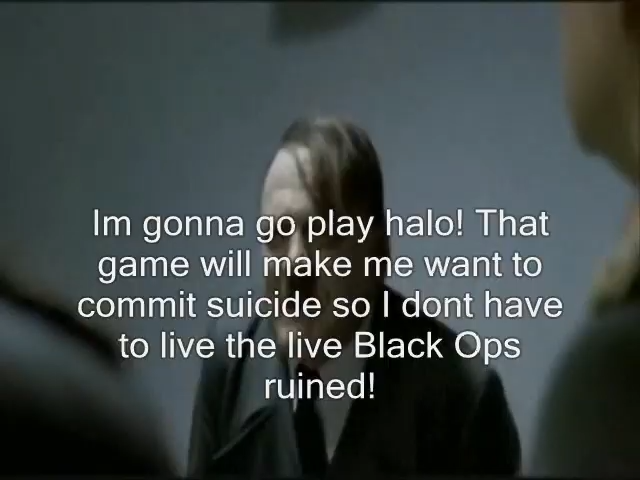 Im gonna go play halo! That
game will make me want to
commit suicide so I dont have
to live the live Black Ops
ruined!